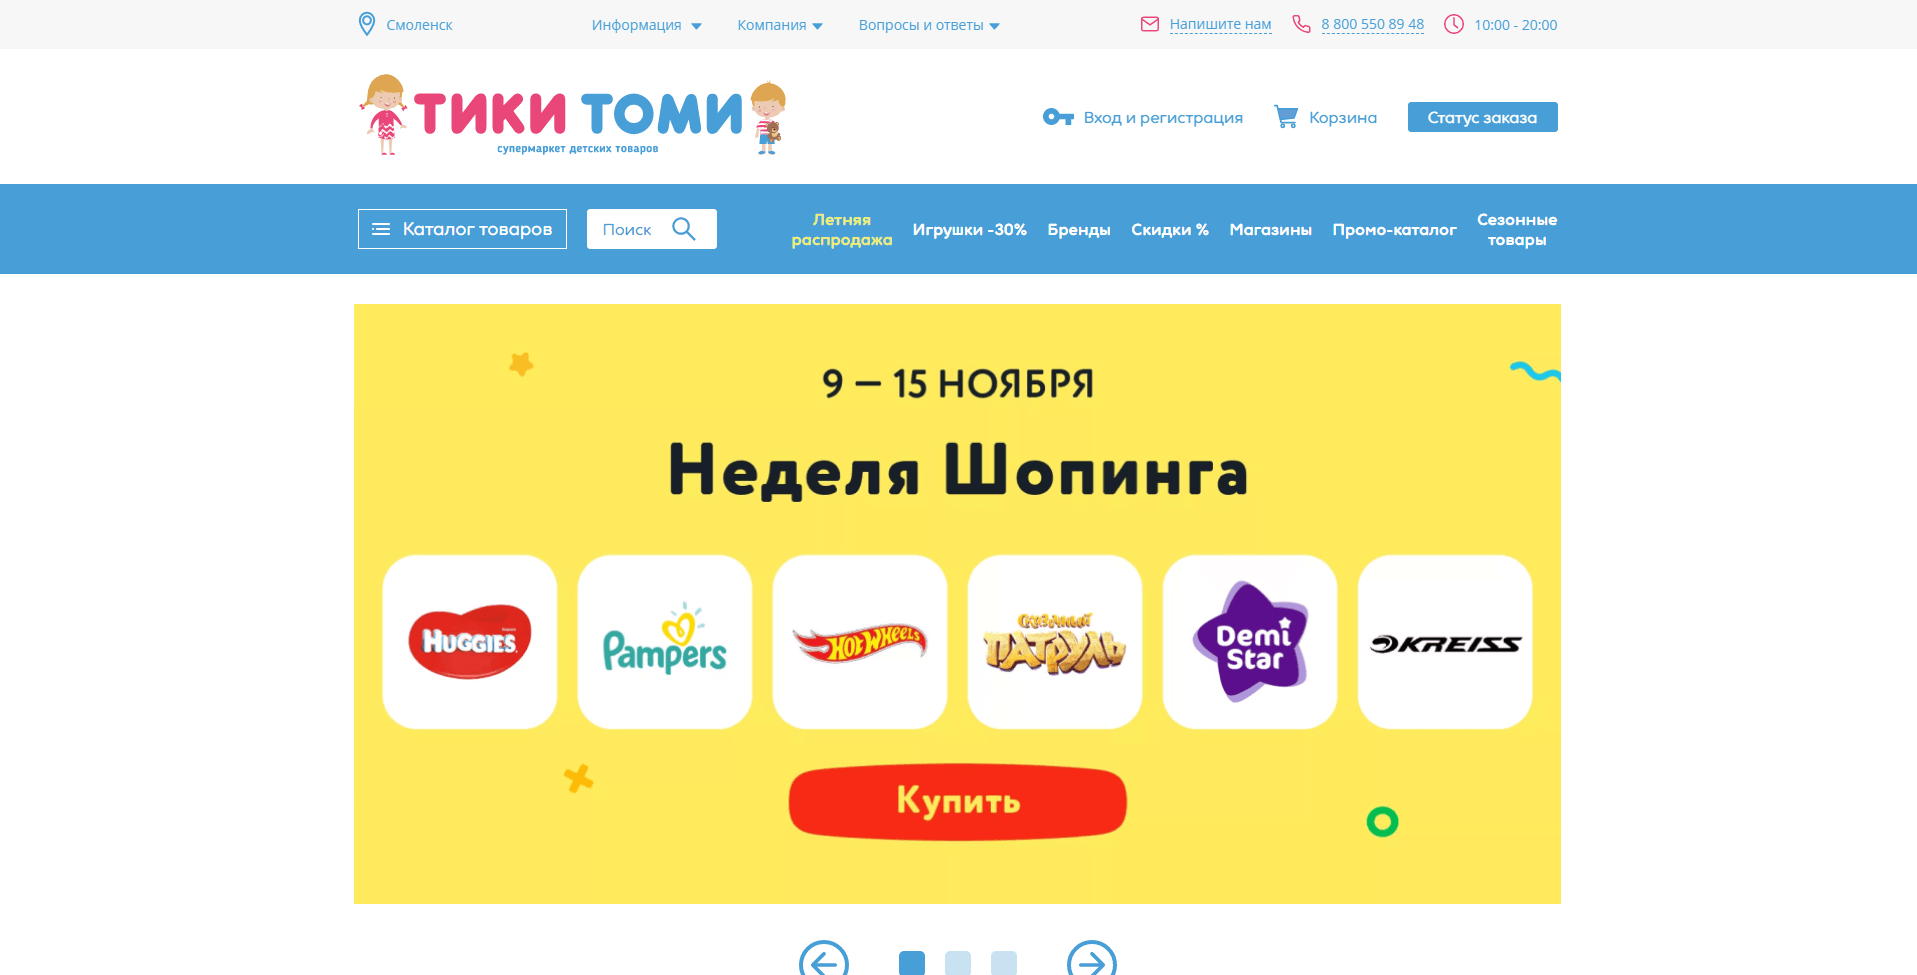 Смоленск
Информация
Компания
Вопросы и ответы
Напишите нам
8 800 550 89 48
10:00 - 20:00
ТИКИ ТОМИ
супермаркет детских товаров
Вход и регистрация
Корзина
Статус заказа
Каталог товаров
Поиск
Летняя
распродажа
Игрушки -30%
Бренды
Скидки %
Магазины
Промо-каталог
Сезонные
товары
9 – 15 НОЯБРЯ
Неделя Шопинга
HUGGIES
Pampers
HOT WHEELS
СКАЗОЧНЫЙ
ПАТРУЛЬ
Demi
Star
KREISS
Купить